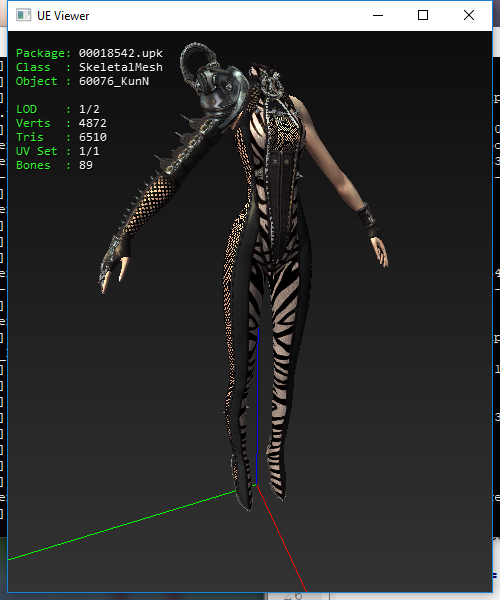 UE Viewer
Package: 00018542.upk
Class : SkeletalMesh
Object : 60076_KunN
LOD : 1/2
Verts : 4872
Tris : 6510
UV Set : 1/1
Bones : 89